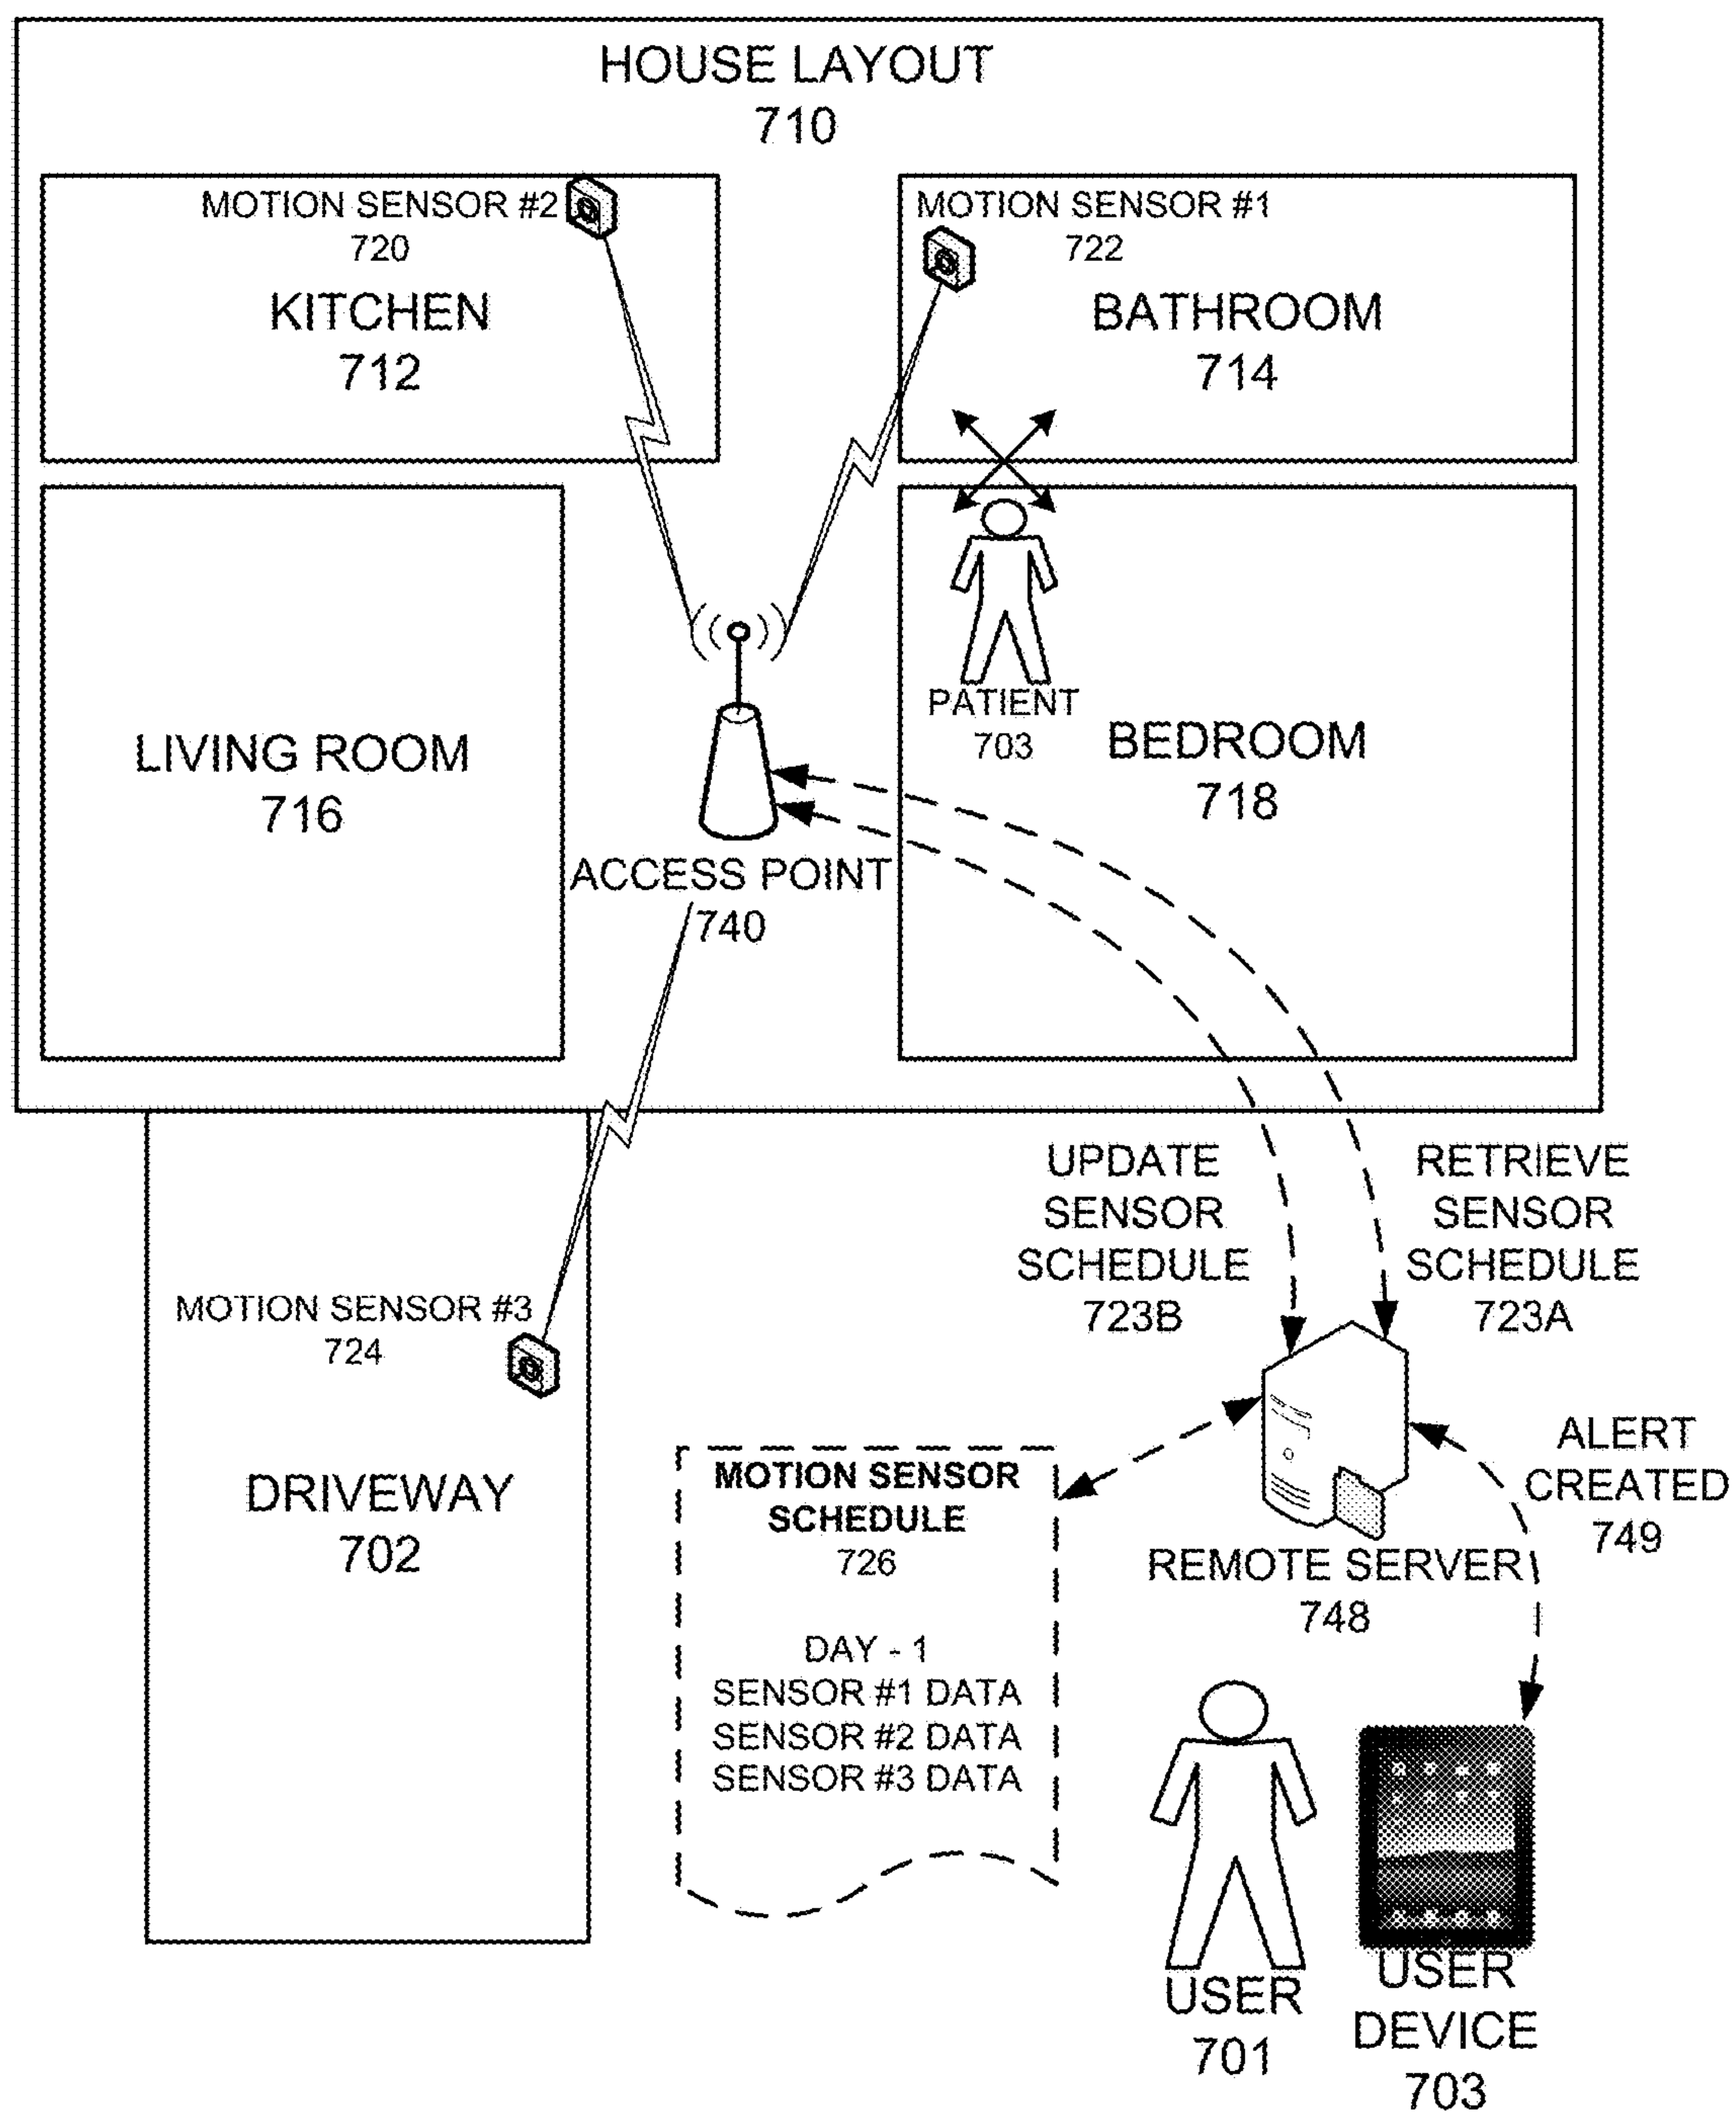 HOUSE LAYOUT
710
MOTION SENSOR #2
720
KITCHEN
712
MOTION SENSOR #1
722
BATHROOM
714
LIVING ROOM
716
PATIENT
703
BEDROOM
718
ACCESS POINT
740
UPDATE
SENSOR
SCHEDULE
723B
RETRIEVE
SENSOR
SCHEDULE
723A
MOTION SENSOR #3
724
DRIVEWAY
702
MOTION SENSOR
SCHEDULE
726
DAY - 1
SENSOR #1 DATA
SENSOR #2 DATA
SENSOR #3 DATA
ALERT
CREATED
749
REMOTE SERVER
748
USER
701
USER
DEVICE
703